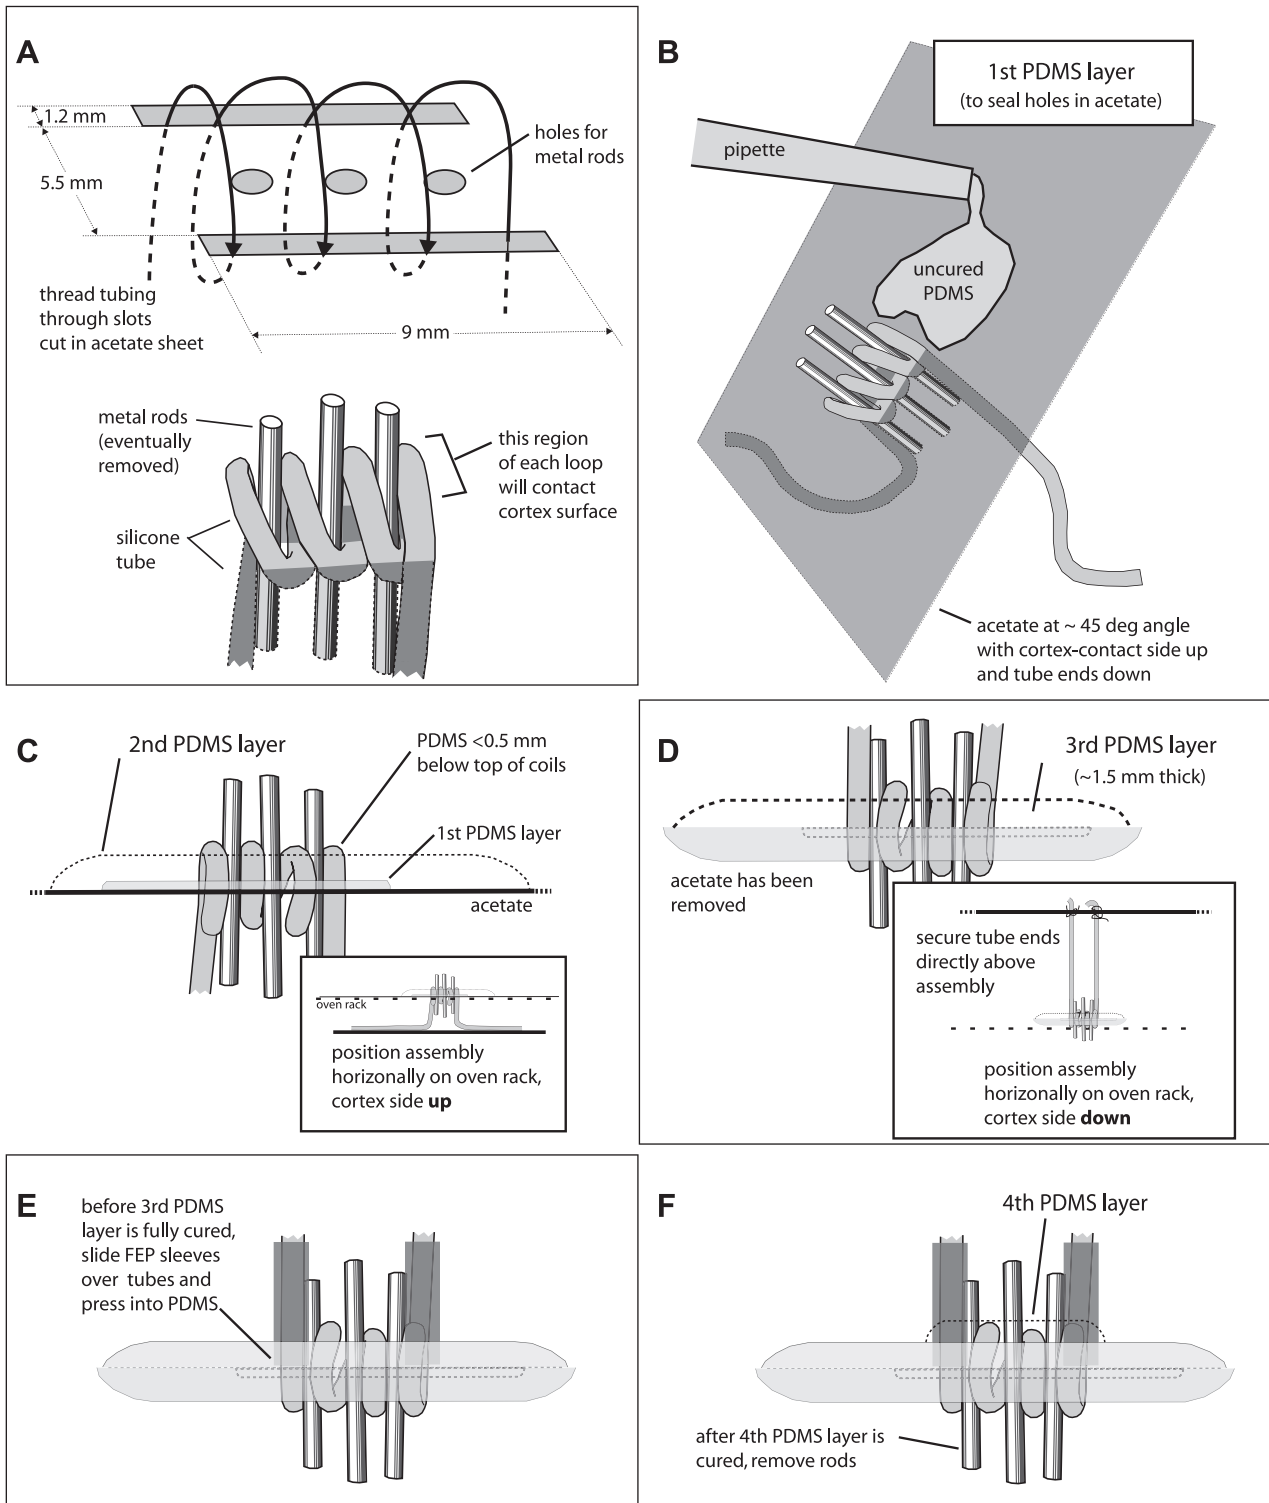 A
1.2 mm
5.5 mm
holes for
metal rods
thread tubing
through slots
cut in acetate sheet
9 mm
metal rods
(eventually
removed)
this region
of each loop
will contact
cortex surface
silicone
tube
B
1st PDMS layer
(to seal holes in acetate)
pipette
uncured
PDMS
acetate at ~ 45 deg angle
with cortex-contact side up
and tube ends down
C
2nd PDMS layer
PDMS <0.5 mm
below top of coils
1st PDMS layer
acetate
oven rack
position assembly
horizonally on oven rack,
cortex side up
D
3rd PDMS layer
(~1.5 mm thick)
acetate has been
removed
secure tube ends
directly above
assembly
position assembly
horizonally on oven rack,
cortex side down
E
before 3rd PDMS
layer is fully cured,
slide FEP sleeves
over tubes and
press into PDMS
F
4th PDMS layer
after 4th PDMS layer is
cured, remove rods